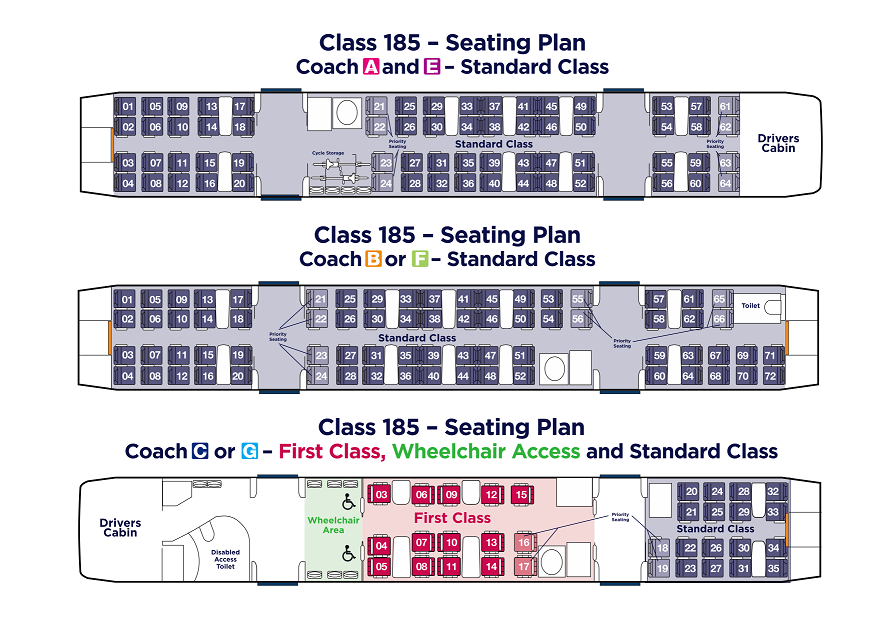 Class 185 – Seating Plan
Coach A and E – Standard Class
01 05 09 13 17 21 25 29 33 37 41 45 49 53 57 61
02 06 10 14 18 22 26 30 34 38 42 46 50 54 58 62
Priority
Seating
Priority
Seating
Standard Class
Drivers
Cabin
Cycle Storage
03 07 11 15 19 23 27 31 35 39 43 47 51 55 59 63
04 08 12 16 20 24 28 32 36 40 44 48 52 56 60 64
Class 185 – Seating Plan
Coach B or F – Standard Class
01 05 09 13 17 21 25 29 33 37 41 45 49 53 55 57 61 65
Toilet
02 06 10 14 18 22 26 30 34 38 42 46 50 54 56 58 62 66
Priority
Seating
Standard Class
Priority
Seating
03 07 11 15 19 23 27 31 35 39 43 47 51 59 63 67 69 71
04 08 12 16 20 24 28 32 36 40 44 48 52 60 64 68 70 72
Class 185 – Seating Plan
Coach C or G – First Class, Wheelchair Access and Standard Class
03 06 09 12 15 20 24 28 32
21 25 29 33
Drivers
Cabin
Wheelchair
Area
First Class
Priority
Seating
Standard Class
Disabled
Access
Toilet
04 07 10 13 16 18 22 26 30 34
05 08 11 14 17 19 23 27 31 35